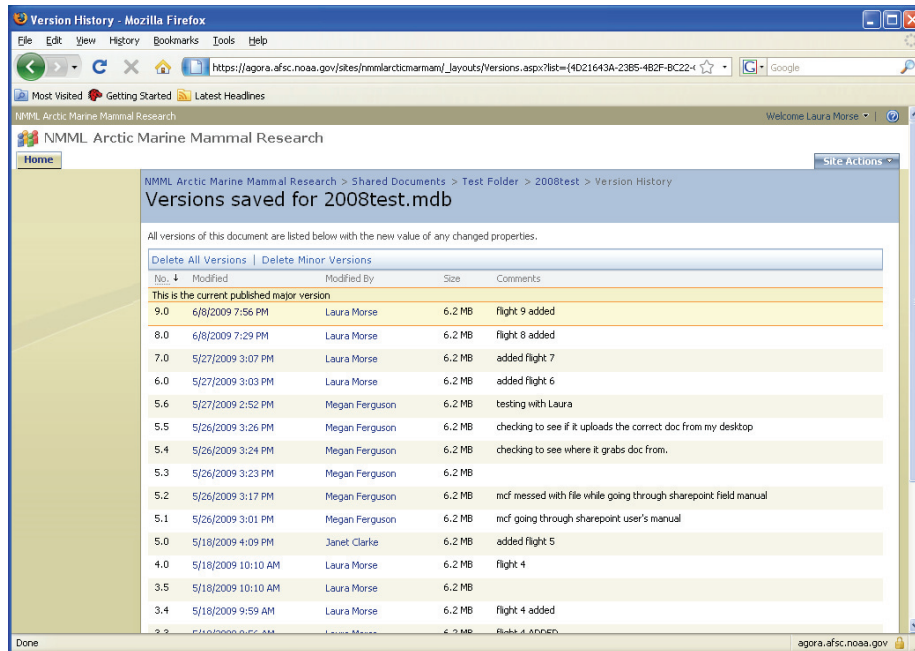 Version History - Mozilla Firefox
File Edit View History Bookmarks Tools Help
https://agora.afsc.noaa.gov/sites/nmmlarcticmarmam/_layouts/Versions.aspx?list={4D21643A-23B5-4B2F-BC22- Google
Most Visited Getting Started Latest Headlines
NMML Arctic Marine Mammal Research Welcome Laura Morse
NMML Arctic Marine Mammal Research
Home Site Actions
NMML Arctic Marine Mammal Research > Shared Documents > Test Folder > 2008test > Version History
Versions saved for 2008test.mdb
All versions of this document are listed below with the new value of any changed properties.
Delete All Versions | Delete Minor Versions
No. Modified Modified By Size Comments
This is the current published major version
9.0 6/8/2009 7:56 PM Laura Morse 6.2 MB flight 9 added
8.0 6/8/2009 7:29 PM Laura Morse 6.2 MB flight 8 added
7.0 5/27/2009 3:07 PM Laura Morse 6.2 MB added flight 7
6.0 5/27/2009 3:03 PM Laura Morse 6.2 MB added flight 6
5.6 5/27/2009 2:52 PM Megan Ferguson 6.2 MB testing with Laura
5.5 5/26/2009 3:26 PM Megan Ferguson 6.2 MB checking to see if it uploads the correct doc from my desktop
5.4 5/26/2009 3:24 PM Megan Ferguson 6.2 MB checking to see where it grabs doc from.
5.3 5/26/2009 3:23 PM Megan Ferguson 6.2 MB
5.2 5/26/2009 3:17 PM Megan Ferguson 6.2 MB mcf messed with file while going through sharepoint field manual
5.1 5/26/2009 3:01 PM Megan Ferguson 6.2 MB mcf going through sharepoint user's manual
5.0 5/18/2009 4:09 PM Janet Clarke 6.2 MB added flight 5
4.0 5/18/2009 10:10 AM Laura Morse 6.2 MB flight 4
3.5 5/18/2009 10:10 AM Laura Morse 6.2 MB
3.4 5/18/2009 9:59 AM Laura Morse 6.2 MB flight 4 added
3.3 5/18/2009 9:56 AM Laura Morse 6.2 MB flight 4 ADDED
Done agora.afsc.noaa.gov